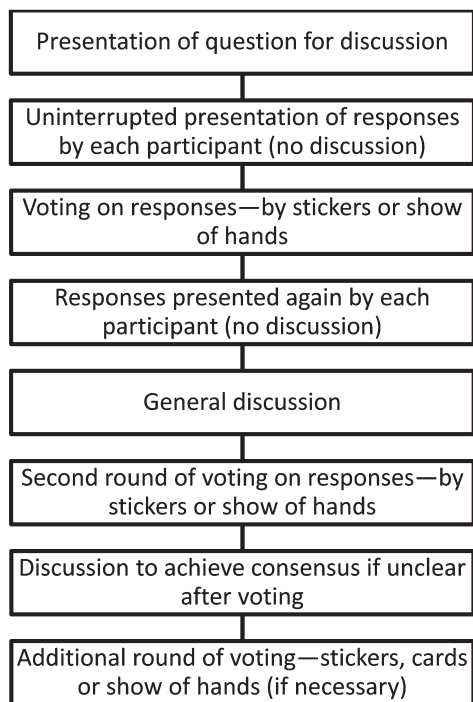 Presentation of question for discussion
Uninterrupted presentation of responses
by each participant (no discussion)
Voting on responses—by stickers or show
of hands
Responses presented again by each
participant (no discussion)
General discussion
Second round of voting on responses—by
stickers or show of hands
Discussion to achieve consensus if unclear
after voting
Additional round of voting—stickers, cards
or show of hands (if necessary)